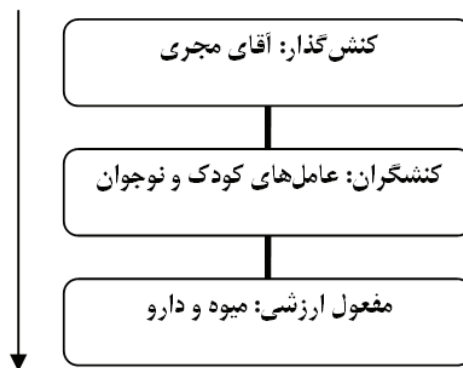 کنش‌گذار: آقای مجری
کنشگران: عامل‌های کودک و نوجوان
مفعول ارزشی: میوه و دارو